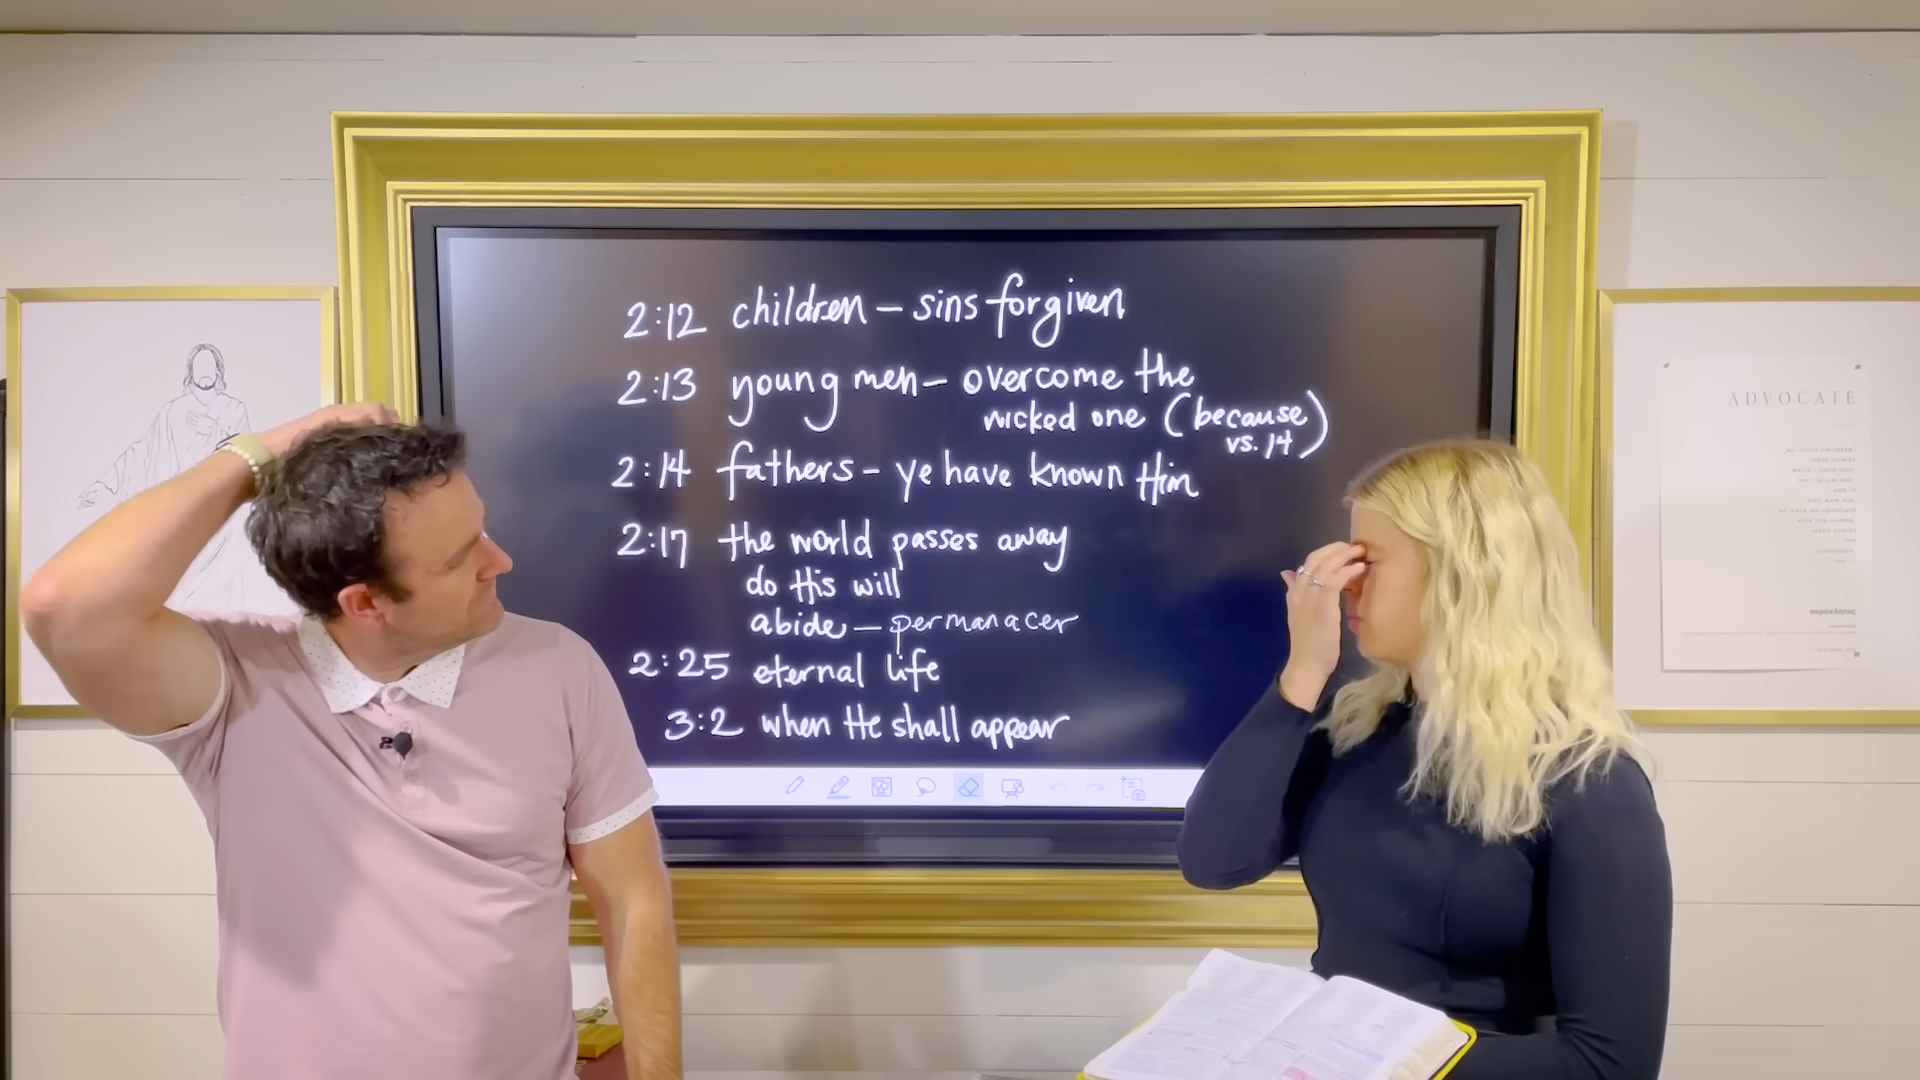 2:12 children – sins forgiven
2:13 young men – overcome the
wicked one (because
vs. 14)
2:14 fathers – ye have known Him
2:17 the world passes away
do His will
abide – permanacer
2:25 eternal life
3:2 when He shall appear
ADVOCATE